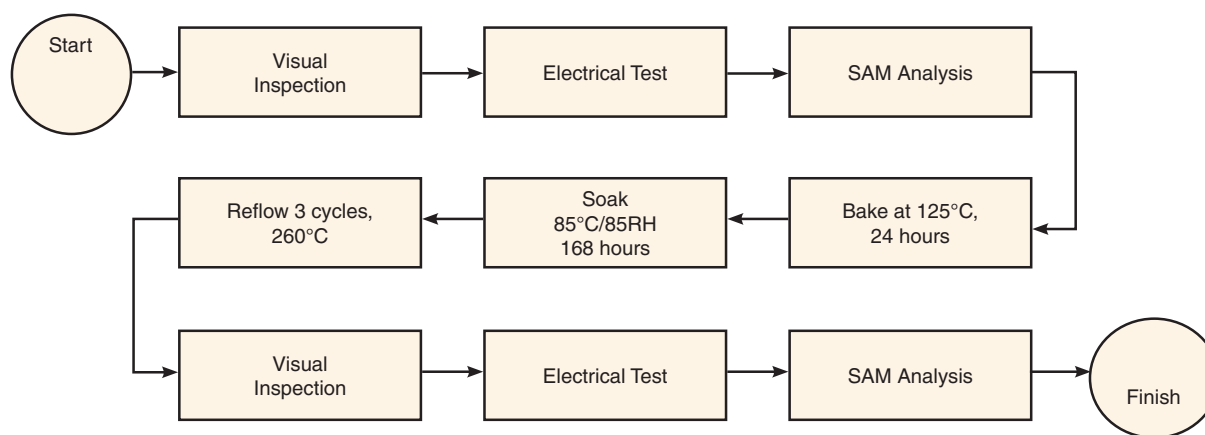 Start
Visual
Inspection
Electrical Test
SAM Analysis
Bake at 125°C,
24 hours
Soak
85°C/85RH
168 hours
Reflow 3 cycles,
260°C
Visual
Inspection
Electrical Test
SAM Analysis
Finish